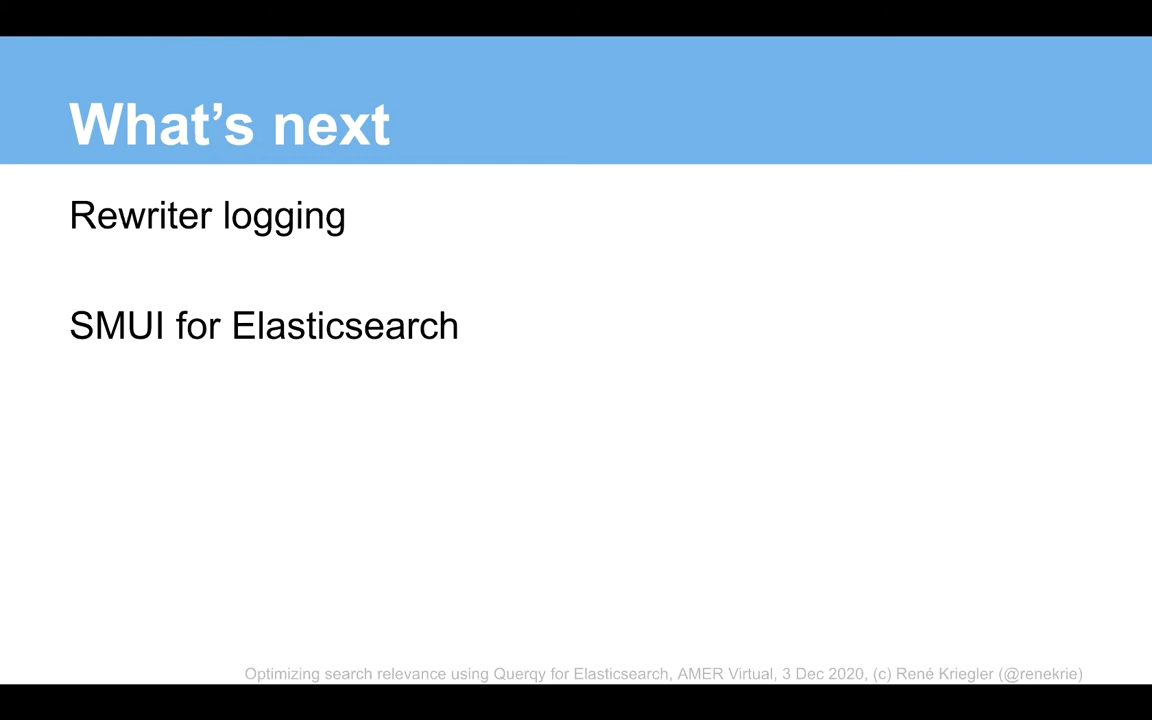 What’s next
Rewriter logging
SMUI for Elasticsearch
Optimizing search relevance using Querqy for Elasticsearch, AMER Virtual, 3 Dec 2020, (c) René Kriegler (@renekrie)